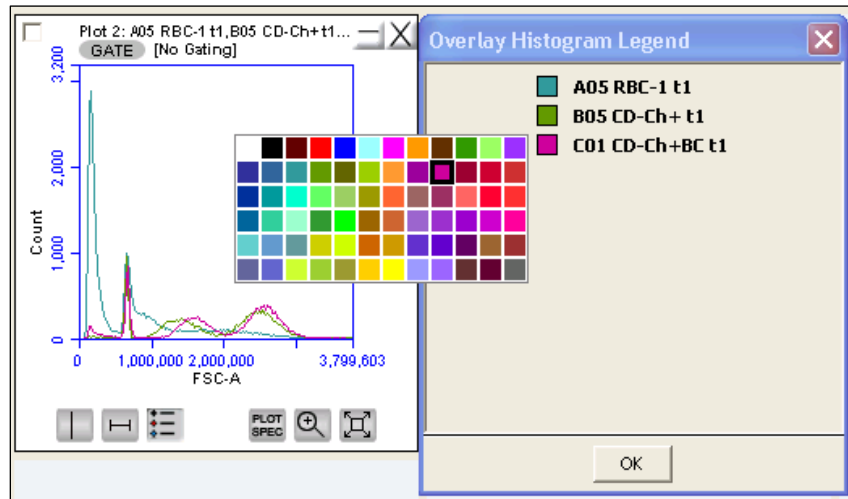 Plot 2: A05 RBC-1 t1,B05 CD-Ch+t1...
GATE [No Gating]
3,200
2,000
1,000
0
Count
0 1,000,000 2,000,000 3,799,603
FSC-A
PLOT
SPEC
Overlay Histogram Legend
A05 RBC-1 t1
B05 CD-Ch+ t1
C01 CD-Ch+BC t1
OK